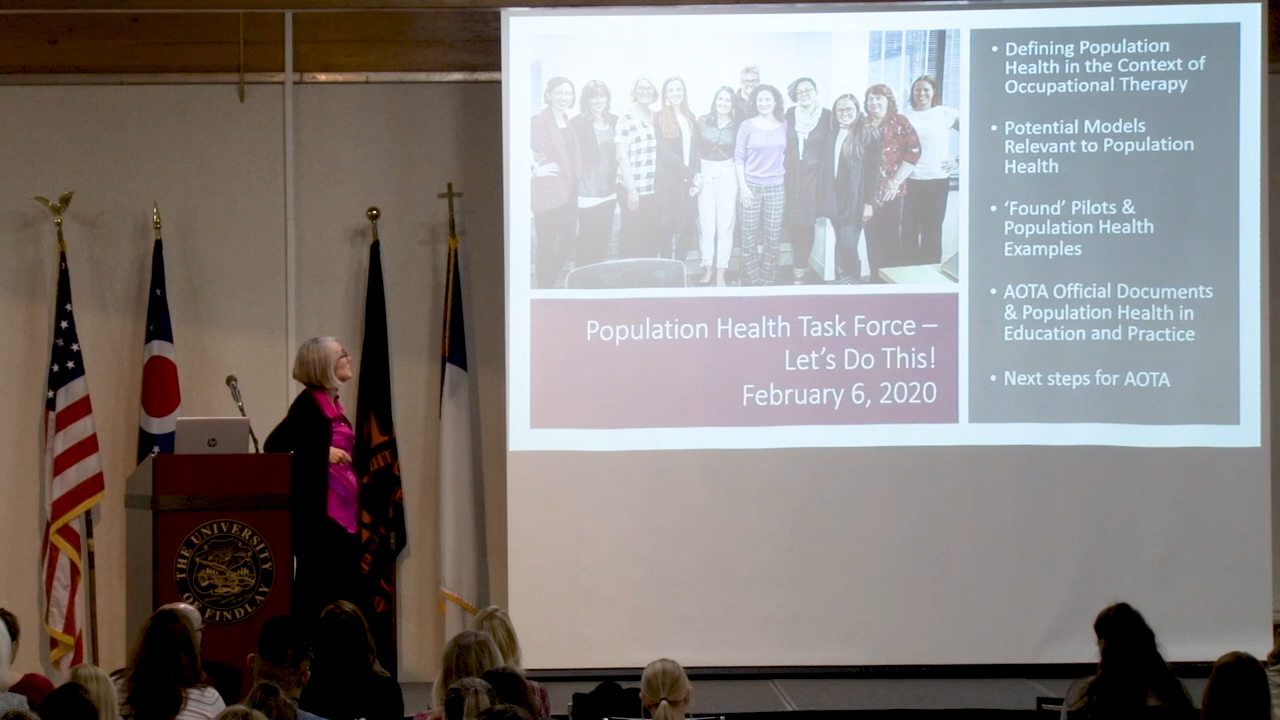 • Defining Population
Health in the Context of
Occupational Therapy
• Potential Models
Relevant to Population
Health
• ‘Found’ Pilots &
Population Health
Examples
• AOTA Official Documents
& Population Health in
Education and Practice
• Next steps for AOTA
Population Health Task Force –
Let’s Do This!
February 6, 2020
hp
THE UNIVERSITY
OF FINDLAY